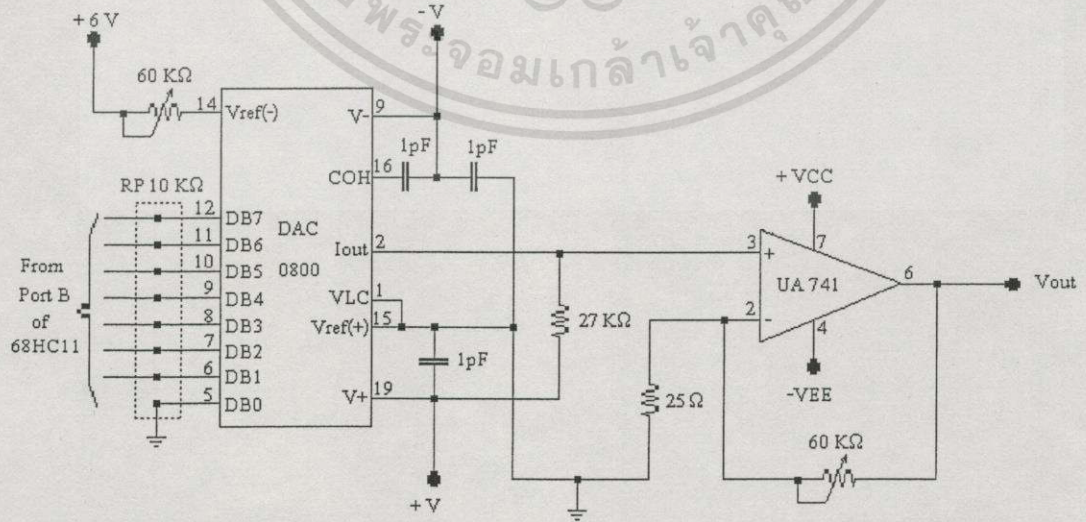 พระจอมเกล้าเจ้าคุณ
+ 6 V
- V
60 KΩ
14
Vref(-)
V-
9
1pF
1pF
COH
16
RP 10 KΩ
12
DB7
11
DB6
10
DB5
9
DB4
8
DB3
7
DB2
6
DB1
5
DB0
DAC
0800
From
Port B
of
68HC11
Iout
2
VLC
1
Vref(+)
15
1pF
V+
19
+ V
27 KΩ
+ VCC
3
+
7
UA 741
6
Vout
2
-
4
-VEE
25 Ω
60 KΩ